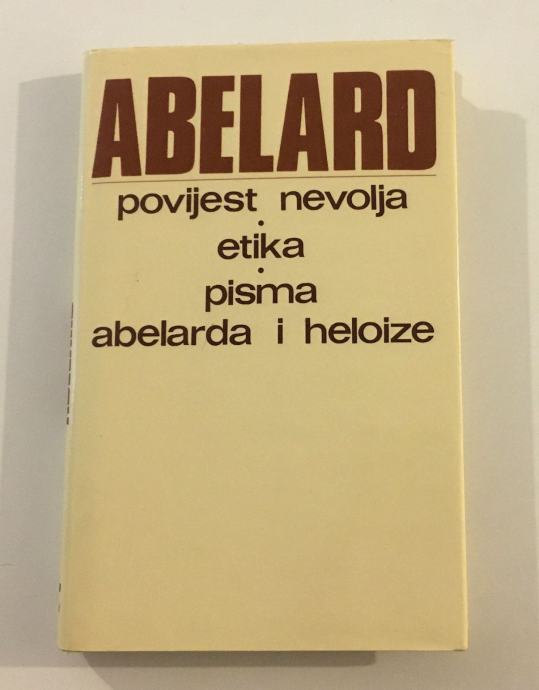 ABELARD
povijest nevolja
·
etika
·
pisma
abelarda i heloize